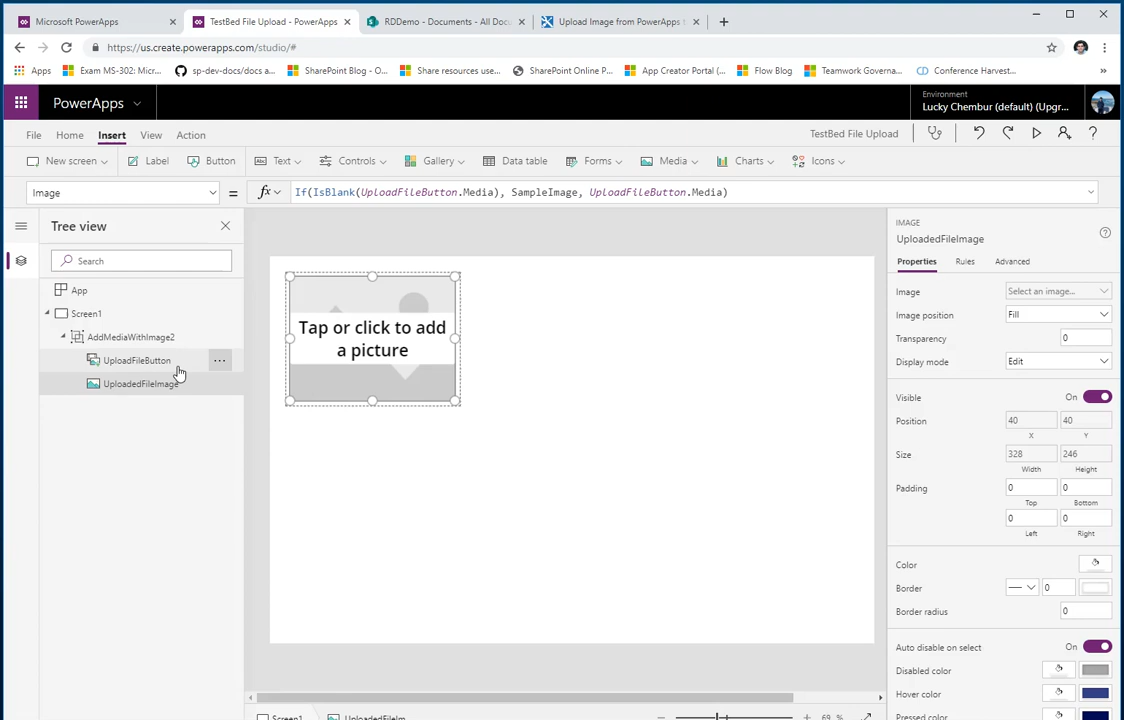 Microsoft PowerApps
TestBed File Upload - PowerApps
RDDemo - Documents - All Doc
Upload Image from PowerApps t
https://us.create.powerapps.com/studio/#
Apps
Exam MS-302: Micr...
sp-dev-docs/docs a...
SharePoint Blog - O...
Share resources use...
SharePoint Online P...
App Creator Portal (...
Flow Blog
Teamwork Governa...
Conference Harvest...
PowerApps
Environment
Lucky Chembur (default) (Upgr...
File
Home
Insert
View
Action
TestBed File Upload
New screen
Label
Button
Text
Controls
Gallery
Data table
Forms
Media
Charts
Icons
Image
=
fx
If(IsBlank(UploadFileButton.Media), SampleImage, UploadFileButton.Media)
Tree view
Search
App
Screen1
AddMediaWithImage2
UploadFileButton
...
UploadedFileImage
Tap or click to add
a picture
IMAGE
UploadedFileImage
Properties
Rules
Advanced
Image
Select an image...
Image position
Fill
Transparency
0
Display mode
Edit
Visible
On
Position
40
40
X
Y
Size
328
246
Width
Height
Padding
0
0
Top
Bottom
0
0
Left
Right
Color
Border
0
Border radius
0
Auto disable on select
On
Disabled color
Hover color
Pressed color
Screen1
UploadedFileIm
69 %